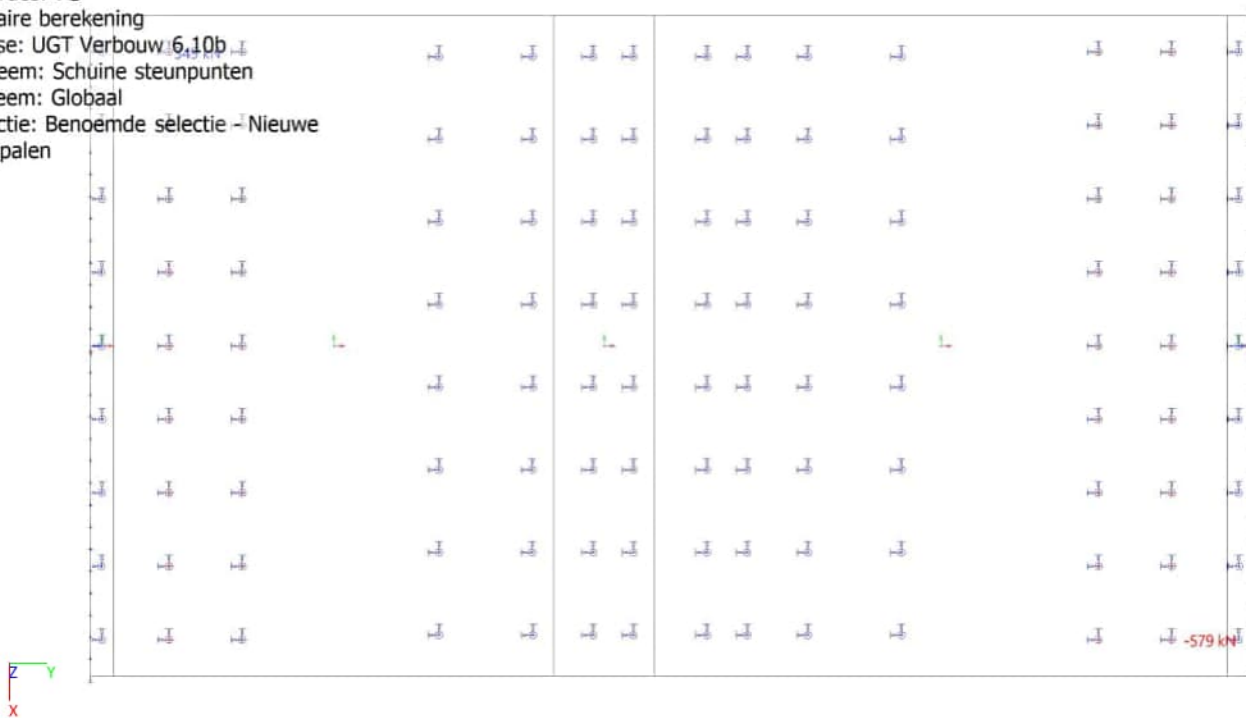 aire berekening
se: UGT Verbouw 6.10b
eem: Schuine steunpunten
eem: Globaal
ctie: Benoemde selectie - Nieuwe
palen
-579 kN
Z Y
X